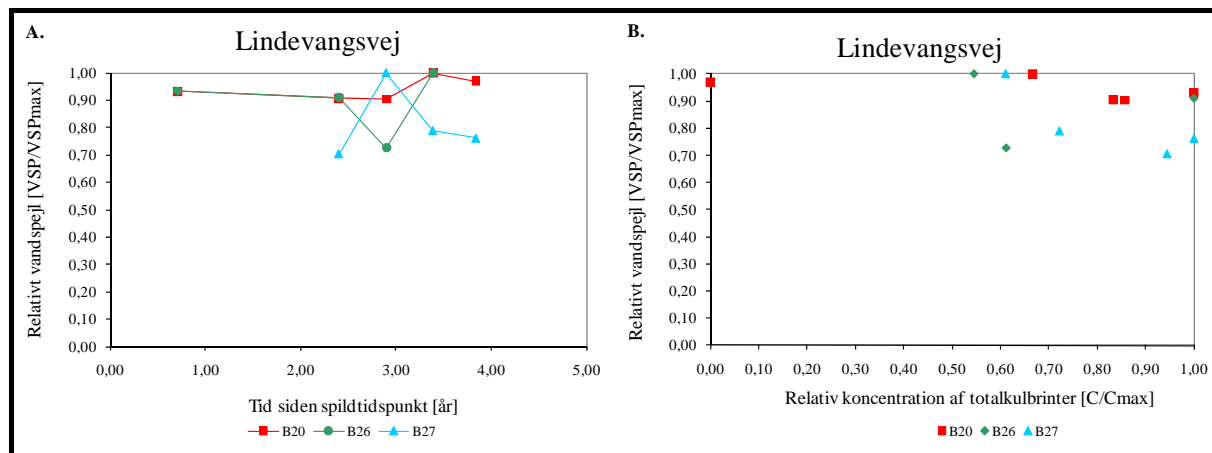 A.
Lindevangsvej
Relativt vandspejl [VSP/VSPmax]
1,00
0,90
0,80
0,70
0,60
0,50
0,40
0,30
0,20
0,10
0,00
0,00 1,00 2,00 3,00 4,00 5,00
Tid siden spildtidspunkt [år]
B20 B26 B27
B.
Lindevangsvej
Relativt vandspejl [VSP/VSPmax]
1,00
0,90
0,80
0,70
0,60
0,50
0,40
0,30
0,20
0,10
0,00
0,00 0,10 0,20 0,30 0,40 0,50 0,60 0,70 0,80 0,90 1,00
Relativ koncentration af totalkulbrinter [C/Cmax]
B20 B26 B27